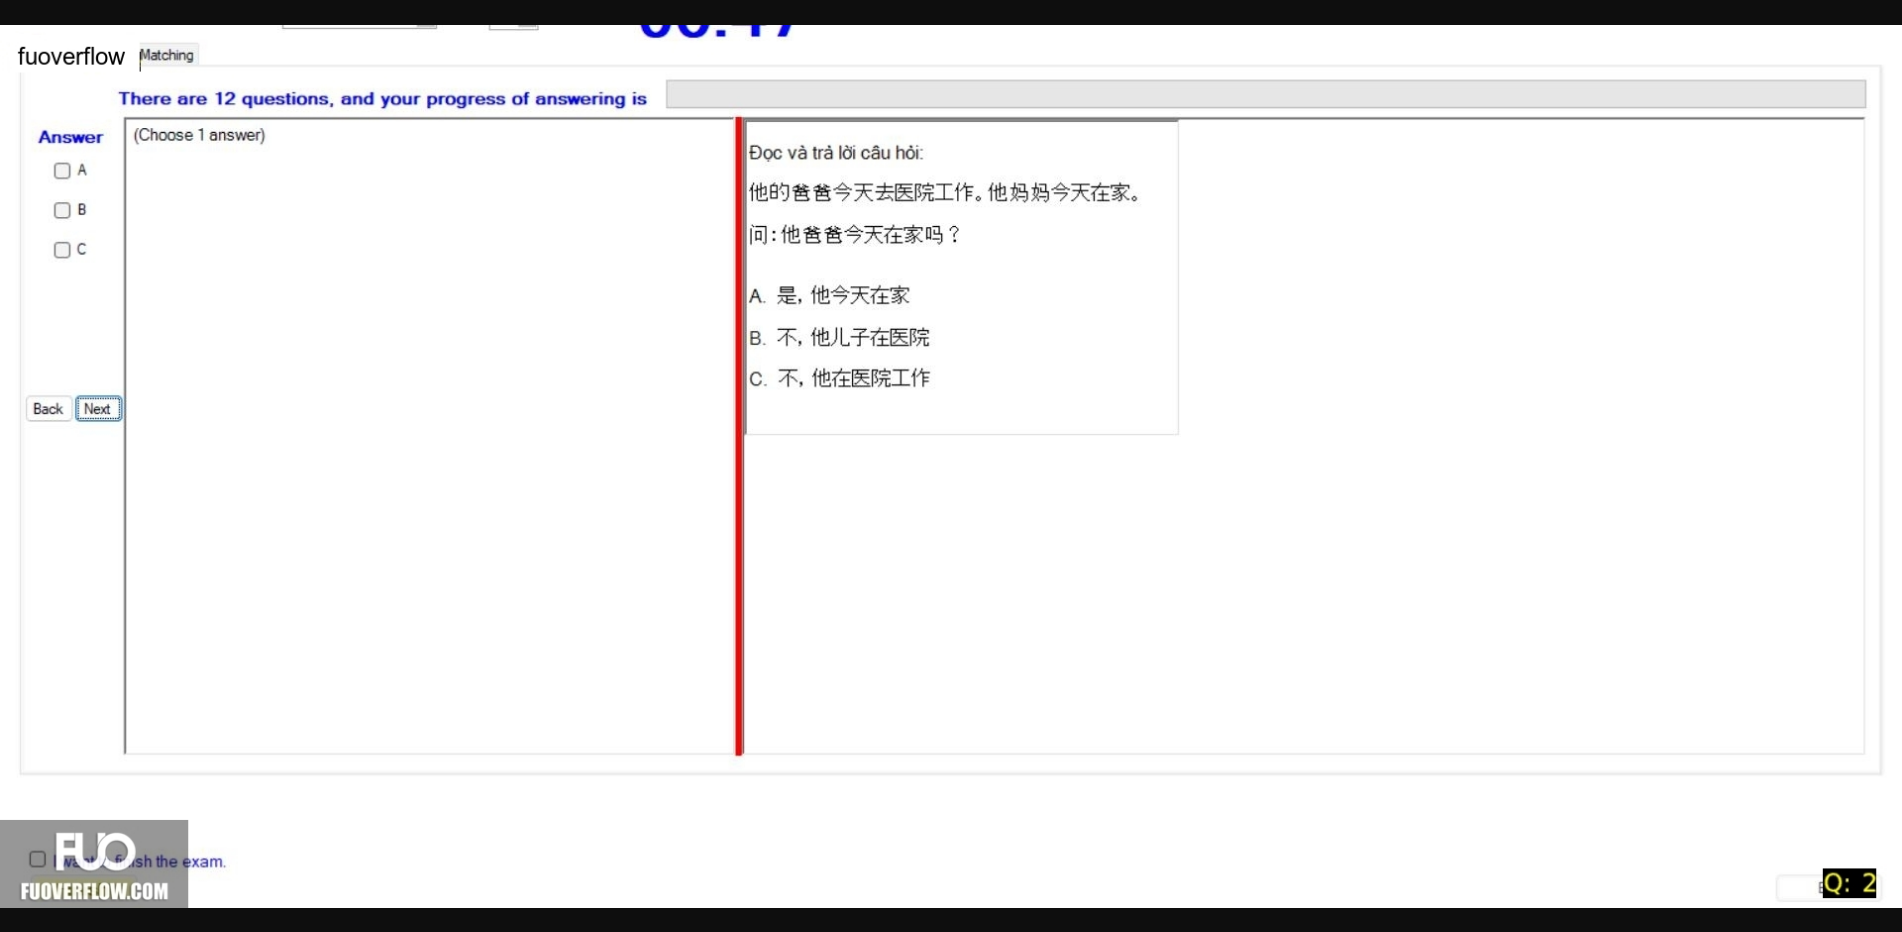 fuoverflow Matching
There are 12 questions, and your progress of answering is
Answer
(Choose 1 answer)
A
B
C
Back Next
Đọc và trả lời câu hỏi:
他的爸爸今天去医院工作。他妈妈今天在家。
问:他爸爸今天在家吗？
A. 是, 他今天在家
B. 不, 他儿子在医院
C. 不, 他在医院工作
FUO
the exam.
FUOVERFLOW.COM
Q: 2